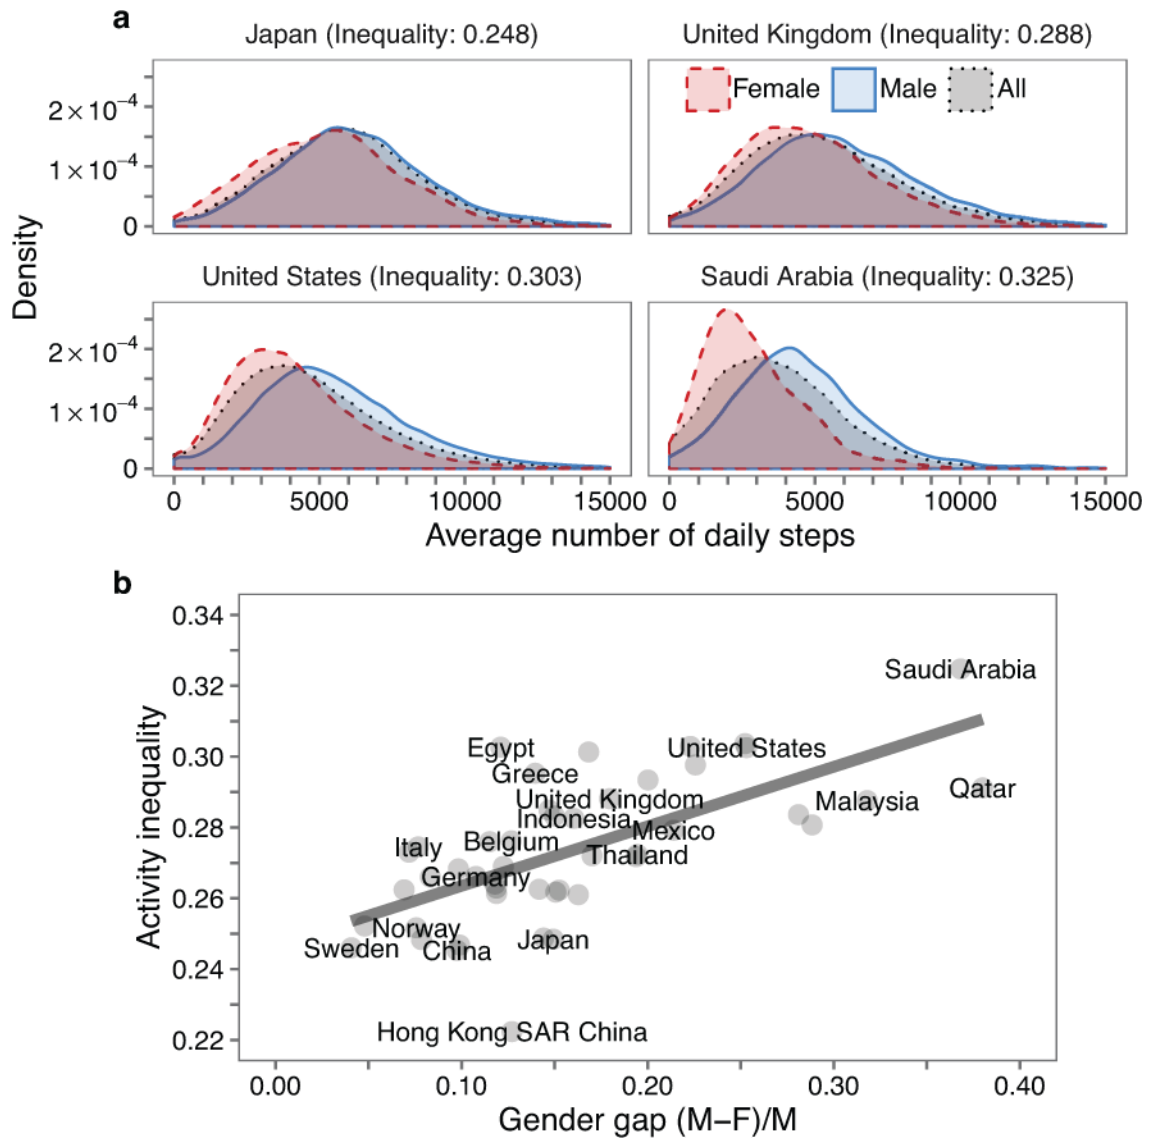 a
Japan (Inequality: 0.248)
United Kingdom (Inequality: 0.288)
Female Male All
2×10⁻⁴
1×10⁻⁴
0
Density
United States (Inequality: 0.303)
Saudi Arabia (Inequality: 0.325)
2×10⁻⁴
1×10⁻⁴
0
0 5000 10000 15000 0 5000 10000 15000
Average number of daily steps
b
0.34
0.32
0.30
0.28
0.26
0.24
0.22
Activity inequality
Saudi Arabia
Egypt
United States
Greece
Qatar
United Kingdom
Malaysia
Indonesia
Mexico
Italy
Belgium
Thailand
Germany
Norway
Sweden
China
Japan
Hong Kong SAR China
0.00 0.10 0.20 0.30 0.40
Gender gap (M−F)/M